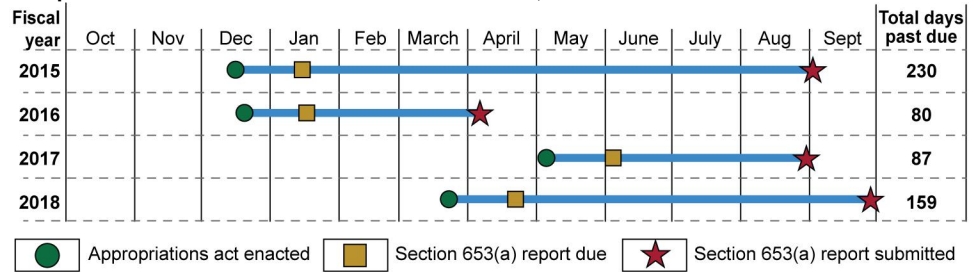 Fiscal year Oct Nov Dec Jan Feb March April May June July Aug Sept Total days past due
2015 230
2016 80
2017 87
2018 159
Appropriations act enacted Section 653(a) report due Section 653(a) report submitted